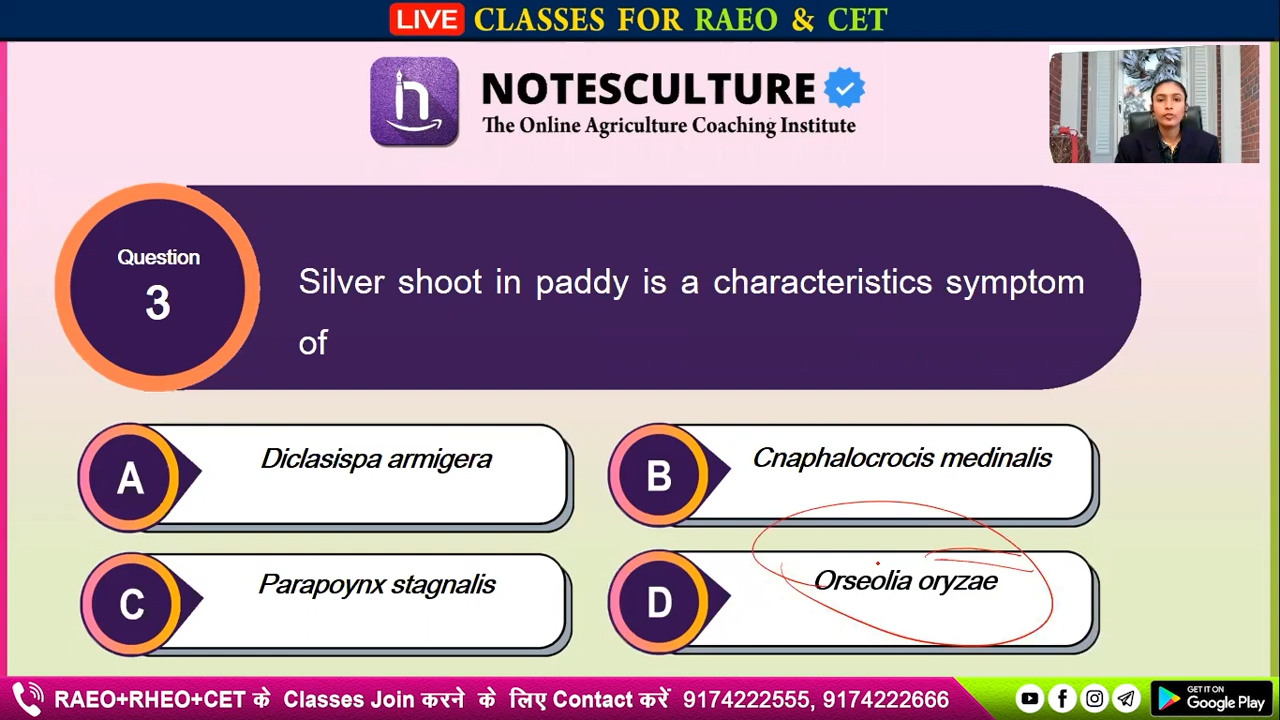 LIVE CLASSES FOR RAEO & CET
n
NOTESCULTURE
The Online Agriculture Coaching Institute
Question
3
Silver shoot in paddy is a characteristics symptom
of
A
Diclasispa armigera
B
Cnaphalocrocis medinalis
C
Parapoynx stagnalis
D
Orseolia oryzae
RAEO+RHEO+CET के Classes Join करने के लिए Contact करें 9174222555, 9174222666
GET IT ON
Google Play